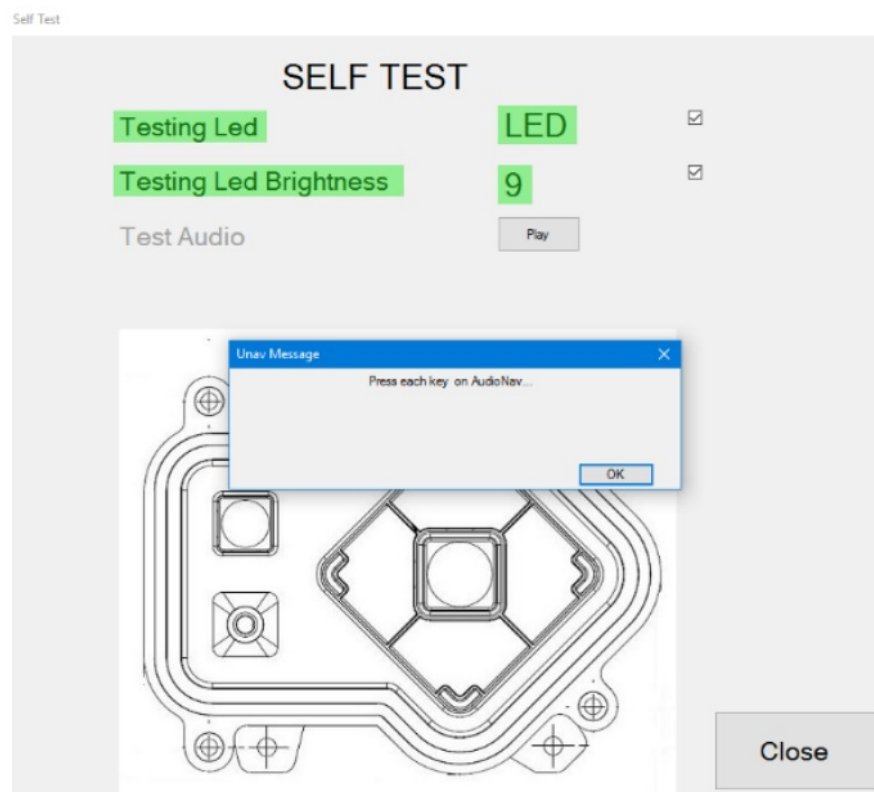 Self Test
SELF TEST
Testing Led
LED
Testing Led Brightness
9
Test Audio
Play
Unav Message
Press each key on AudioNav...
OK
Close